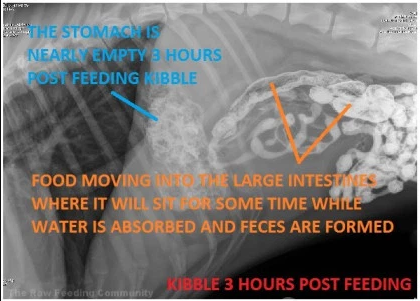 THE STOMACH IS
NEARLY EMPTY 3 HOURS
POST FEEDING KIBBLE
FOOD MOVING INTO THE LARGE INTESTINES
WHERE IT WILL SIT FOR SOME TIME WHILE
WATER IS ABSORBED AND FECES ARE FORMED
KIBBLE 3 HOURS POST FEEDING
The Raw Feeding Community